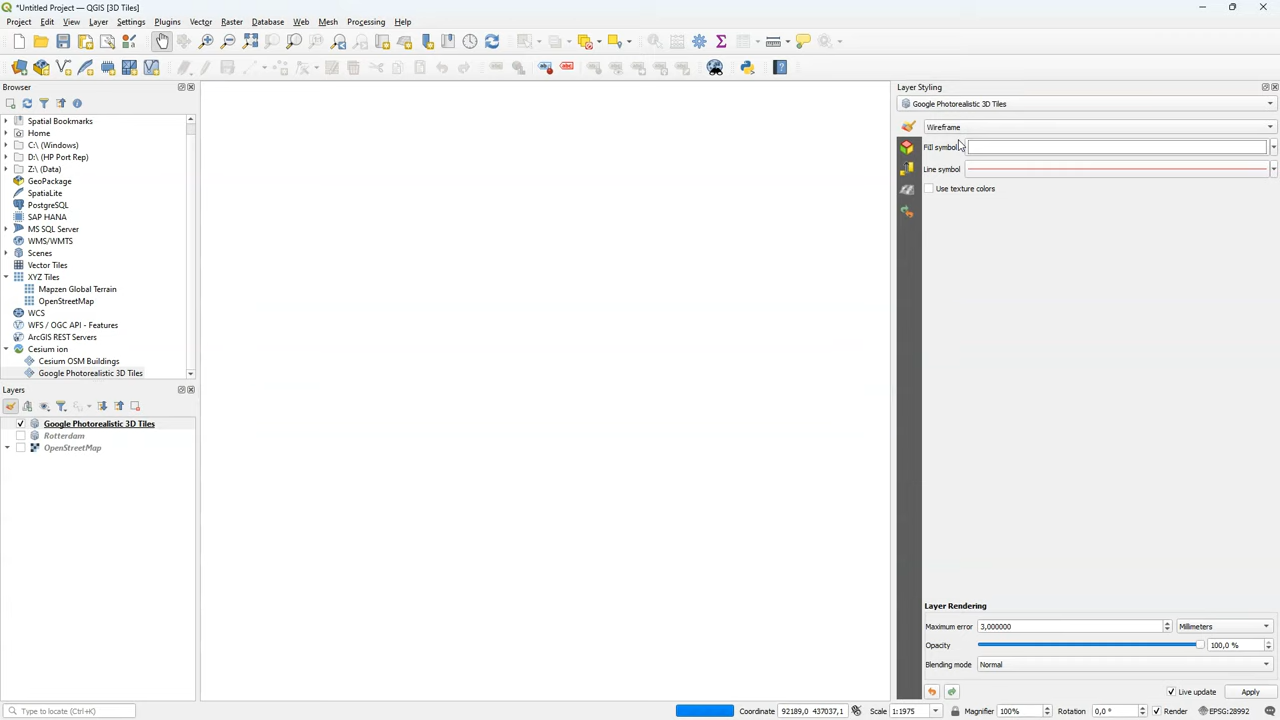 *Untitled Project — QGIS [3D Tiles]
Project Edit View Layer Settings Plugins Vector Raster Database Web Mesh Processing Help
Browser
Spatial Bookmarks
Home
C:\ (Windows)
D:\ (HP Port Rep)
Z:\ (Data)
GeoPackage
SpatiaLite
PostgreSQL
SAP HANA
MS SQL Server
WMS/WMTS
Scenes
Vector Tiles
XYZ Tiles
Mapzen Global Terrain
OpenStreetMap
WCS
WFS / OGC API - Features
ArcGIS REST Servers
Cesium ion
Cesium OSM Buildings
Google Photorealistic 3D Tiles
Layers
Google Photorealistic 3D Tiles
Rotterdam
OpenStreetMap
Layer Styling
Google Photorealistic 3D Tiles
Wireframe
Fill symbol
Line symbol
Use texture colors
Layer Rendering
Maximum error 3,000000 Millimeters
Opacity 100,0 %
Blending mode Normal
Live update Apply
Type to locate (Ctrl+K) Coordinate 92189,0 437037,1 Scale 1:1975 Magnifier 100% Rotation 0,0 ° Render EPSG:28992